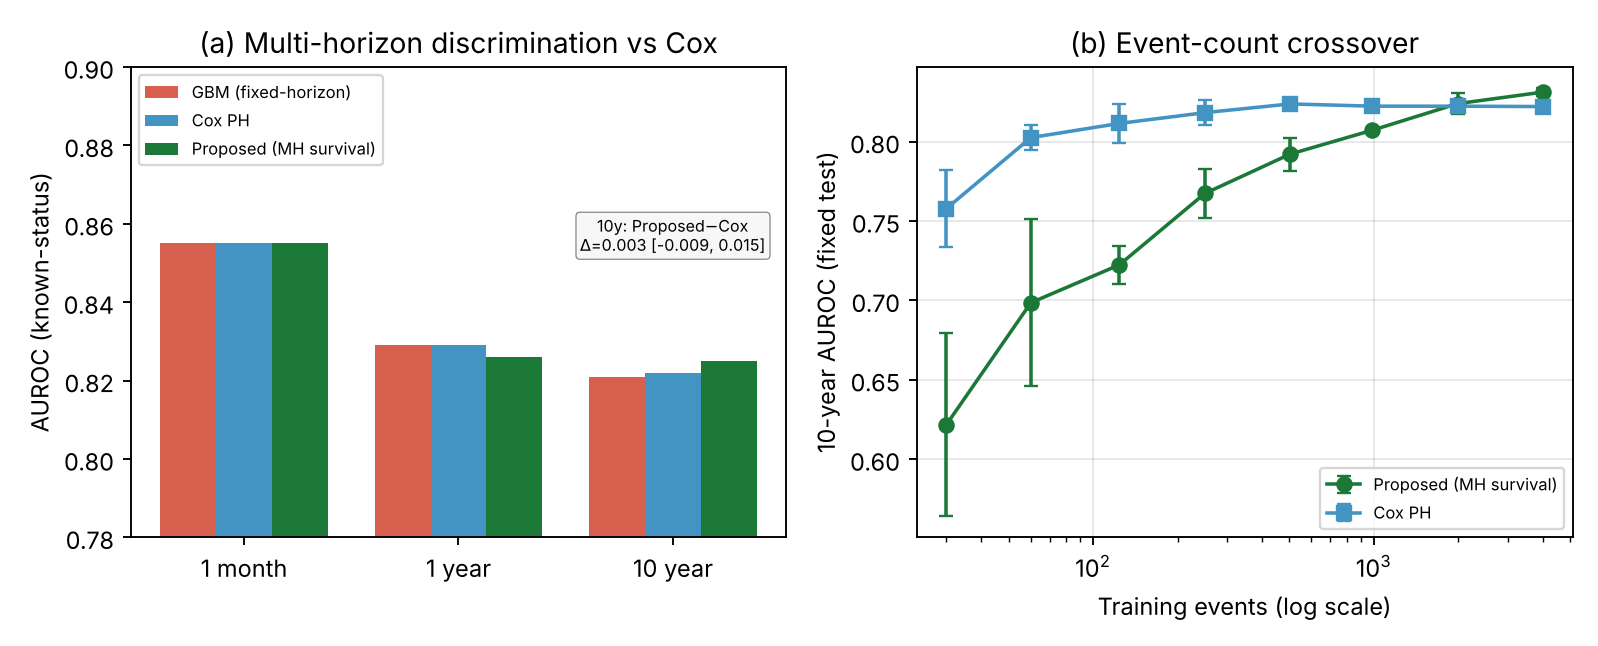 (a) Multi-horizon discrimination vs Cox
AUROC (known-status)
0.90
0.88
0.86
0.84
0.82
0.80
0.78
GBM (fixed-horizon)
Cox PH
Proposed (MH survival)
10y: Proposed−Cox
Δ=0.003 [-0.009, 0.015]
1 month
1 year
10 year
(b) Event-count crossover
10-year AUROC (fixed test)
0.80
0.75
0.70
0.65
0.60
Proposed (MH survival)
Cox PH
10²
10³
Training events (log scale)